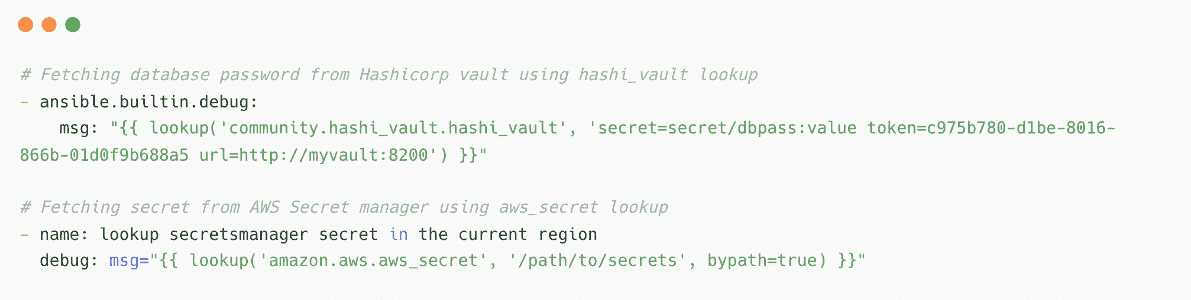 # Fetching database password from Hashicorp vault using hashi_vault lookup
- ansible.builtin.debug:
    msg: "{{ lookup('community.hashi_vault.hashi_vault', 'secret=secret/dbpass:value token=c975b780-d1be-8016-
866b-01d0f9b688a5 url=http://myvault:8200') }}"
# Fetching secret from AWS Secret manager using aws_secret lookup
- name: lookup secretsmanager secret in the current region
  debug: msg="{{ lookup('amazon.aws.aws_secret', '/path/to/secrets', bypath=true) }}"